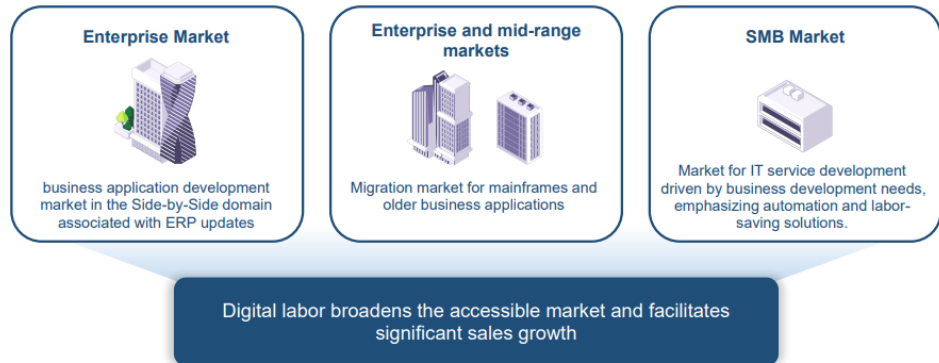 Enterprise Market
business application development
market in the Side-by-Side domain
associated with ERP updates
Enterprise and mid-range
markets
Migration market for mainframes and
older business applications
SMB Market
Market for IT service development
driven by business development needs,
emphasizing automation and labor-
saving solutions.
Digital labor broadens the accessible market and facilitates
significant sales growth